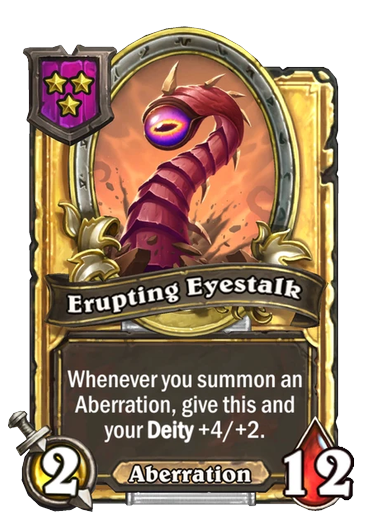 Erupting Eyestalk
Whenever you summon an
Aberration, give this and
your Deity +4/+2.
2
Aberration
12